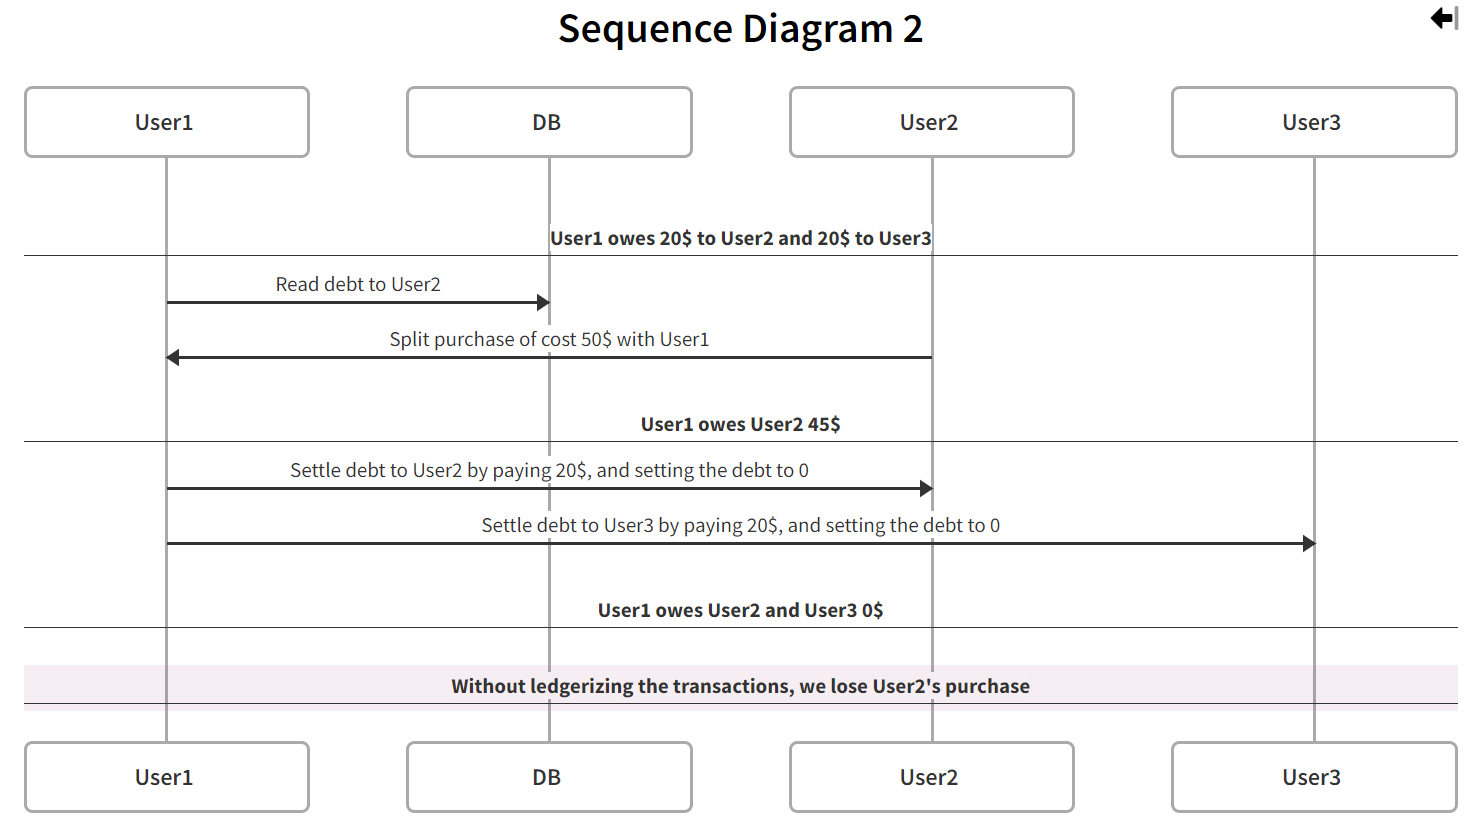 Sequence Diagram 2
User1
DB
User2
User3
User1 owes 20$ to User2 and 20$ to User3
Read debt to User2
Split purchase of cost 50$ with User1
User1 owes User2 45$
Settle debt to User2 by paying 20$, and setting the debt to 0
Settle debt to User3 by paying 20$, and setting the debt to 0
User1 owes User2 and User3 0$
Without ledgerizing the transactions, we lose User2's purchase
User1
DB
User2
User3